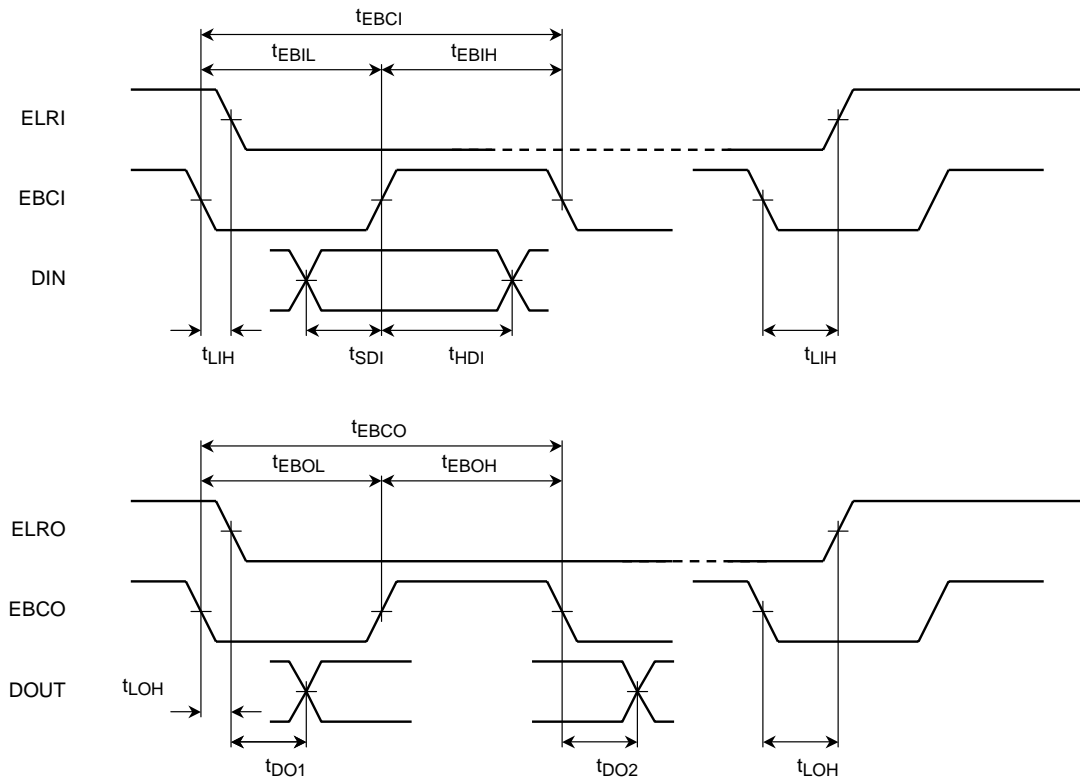 tEBCI
tEBIL
tEBIH
ELRI
EBCI
DIN
tLIH
tSDI
tHDI
tLIH
tEBCO
tEBOL
tEBOH
ELRO
EBCO
DOUT
tLOH
tDO1
tDO2
tLOH